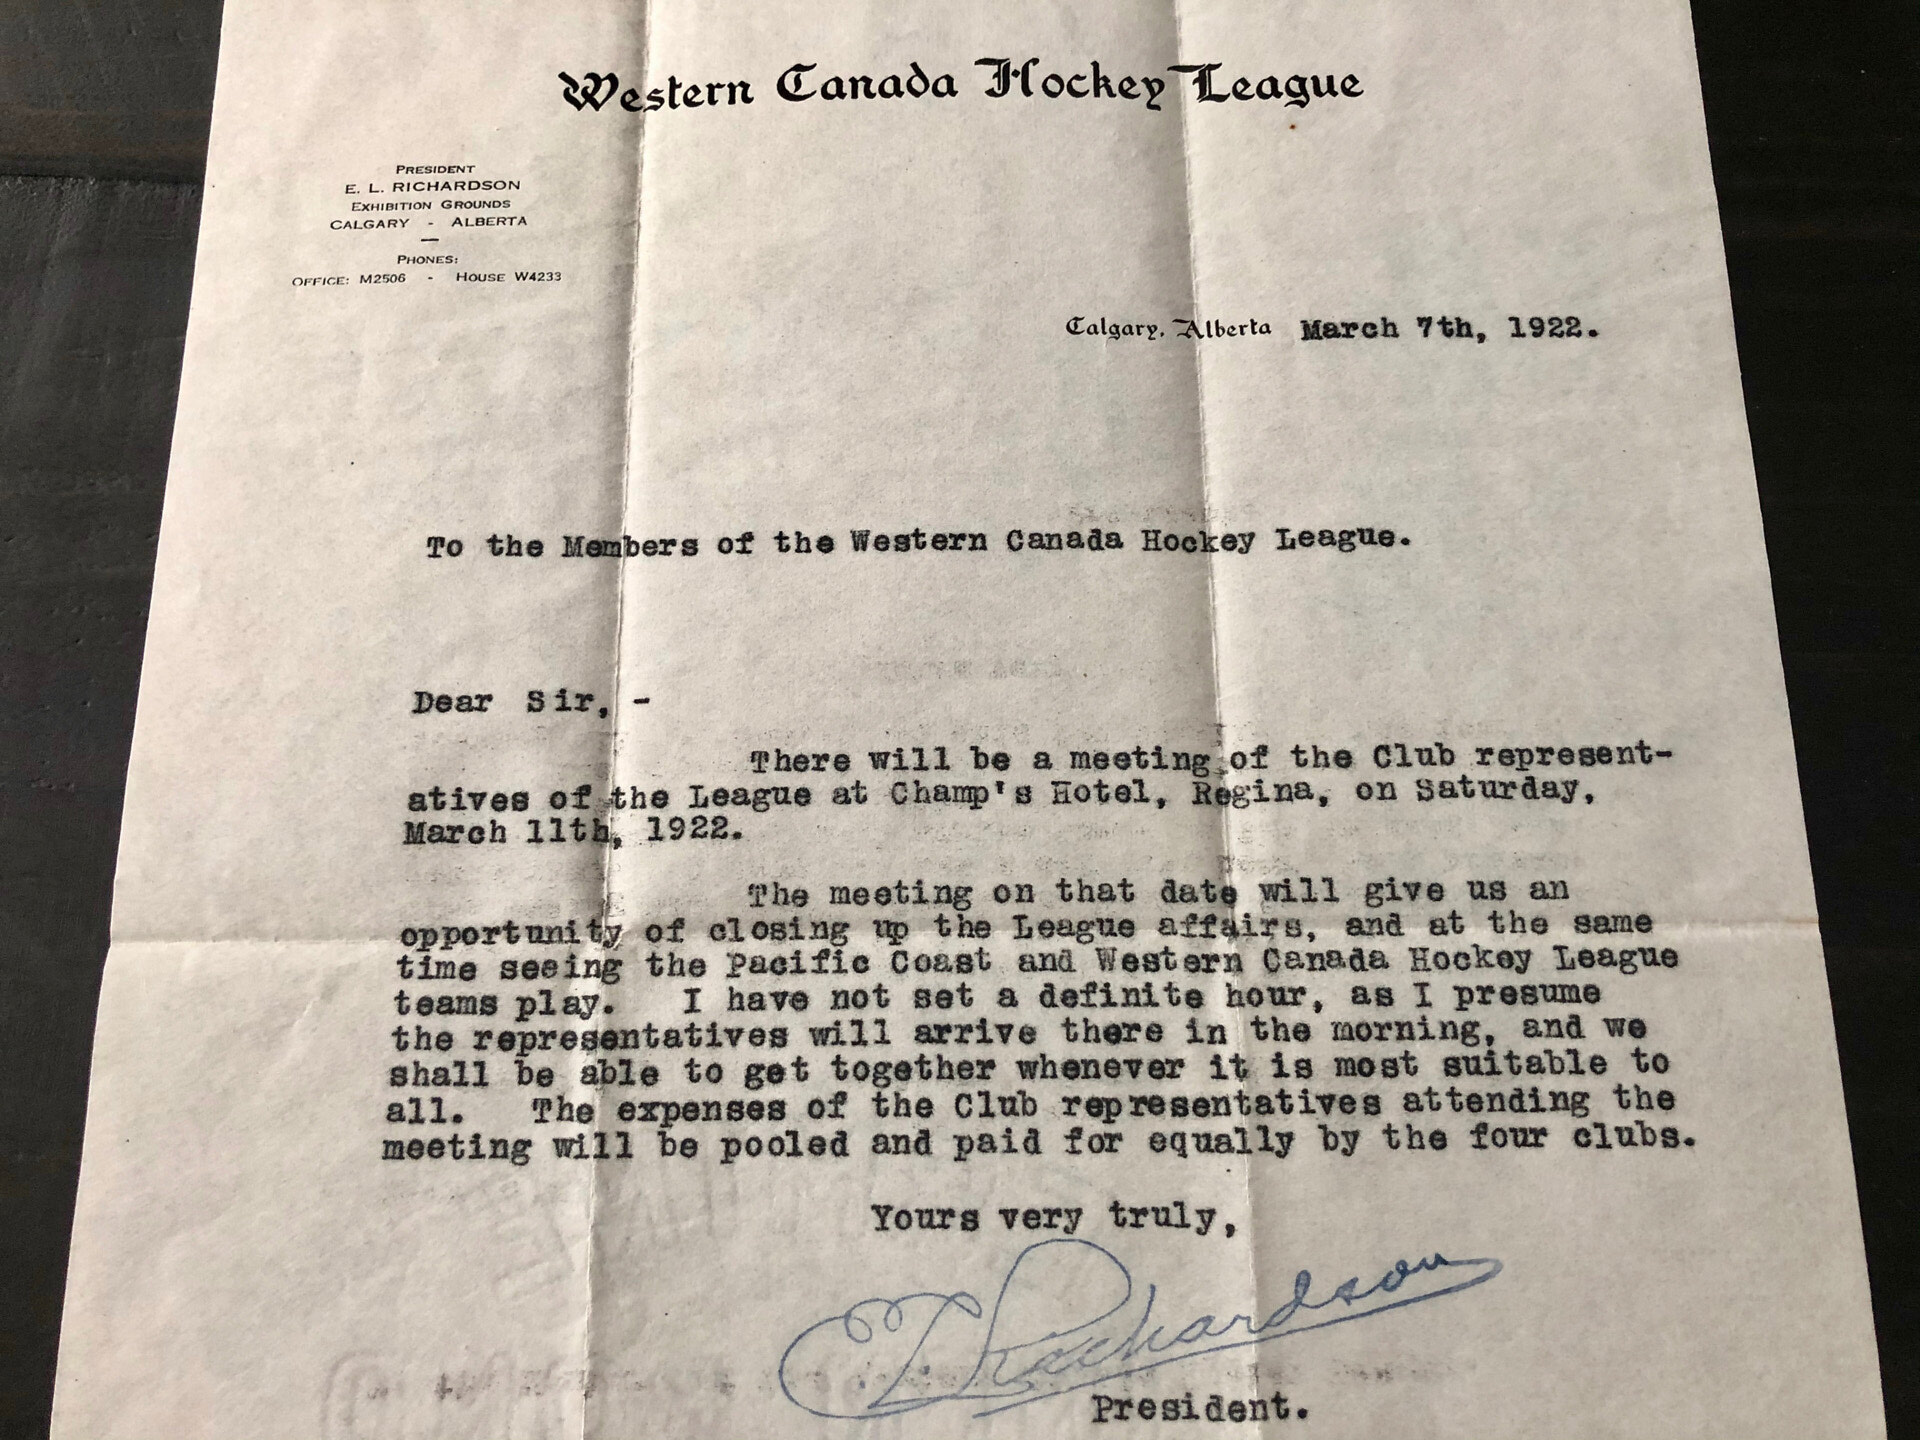 Western Canada Hockey League
PRESIDENT
E. L. RICHARDSON
EXHIBITION GROUNDS
CALGARY - ALBERTA
PHONES:
OFFICE: M2506 - HOUSE W4233
Calgary, Alberta March 7th, 1922.
To the Members of the Western Canada Hockey League.
Dear Sir, -
There will be a meeting of the Club represent-
atives of the League at Champ's Hotel, Regina, on Saturday,
March 11th, 1922.
The meeting on that date will give us an
opportunity of closing up the League affairs, and at the same
time seeing the Pacific Coast and Western Canada Hockey League
teams play. I have not set a definite hour, as I presume
the representatives will arrive there in the morning, and we
shall be able to get together whenever it is most suitable to
all. The expenses of the Club representatives attending the
meeting will be pooled and paid for equally by the four clubs.
Yours very truly,
E. L. Richardson
President.